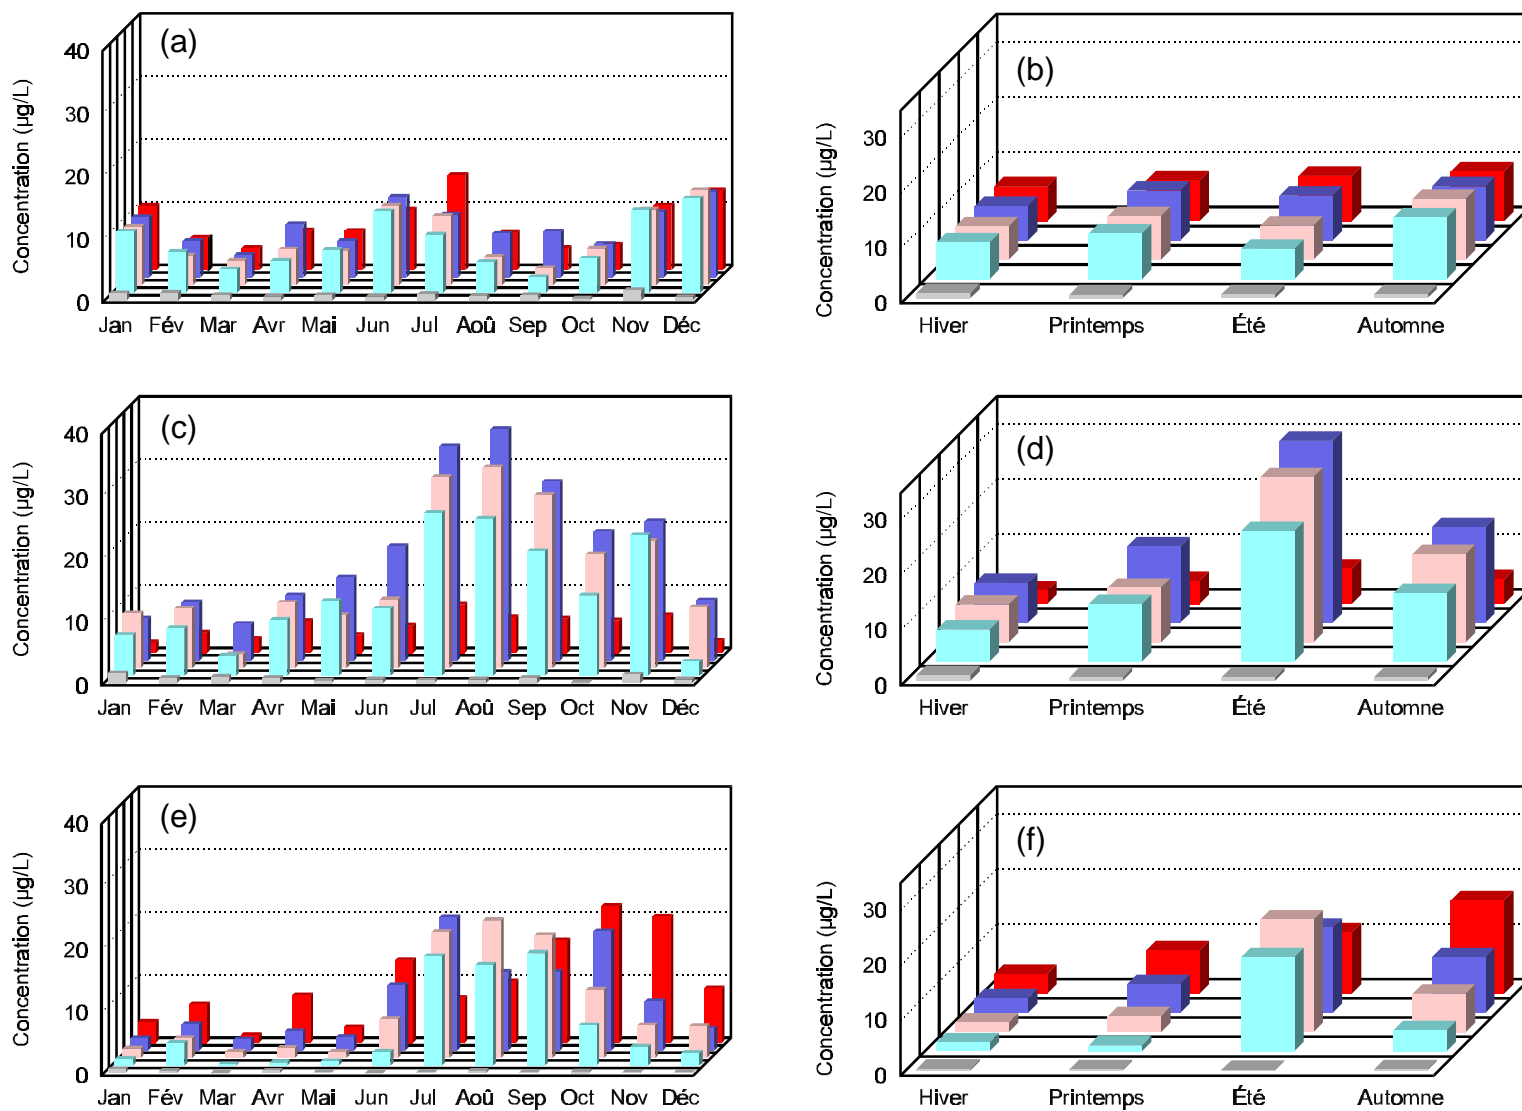 (a)
Concentration (µg/L)
40
30
20
10
0
Jan Fév Mar Avr Mai Jun Jul Aoû Sep Oct Nov Déc
(b)
Concentration (µg/L)
30
20
10
0
Hiver Printemps Été Automne
(c)
Concentration (µg/L)
40
30
20
10
0
Jan Fév Mar Avr Mai Jun Jul Aoû Sep Oct Nov Déc
(d)
Concentration (µg/L)
30
20
10
0
Hiver Printemps Été Automne
(e)
Concentration (µg/L)
40
30
20
10
0
Jan Fév Mar Avr Mai Jun Jul Aoû Sep Oct Nov Déc
(f)
Concentration (µg/L)
30
20
10
0
Hiver Printemps Été Automne